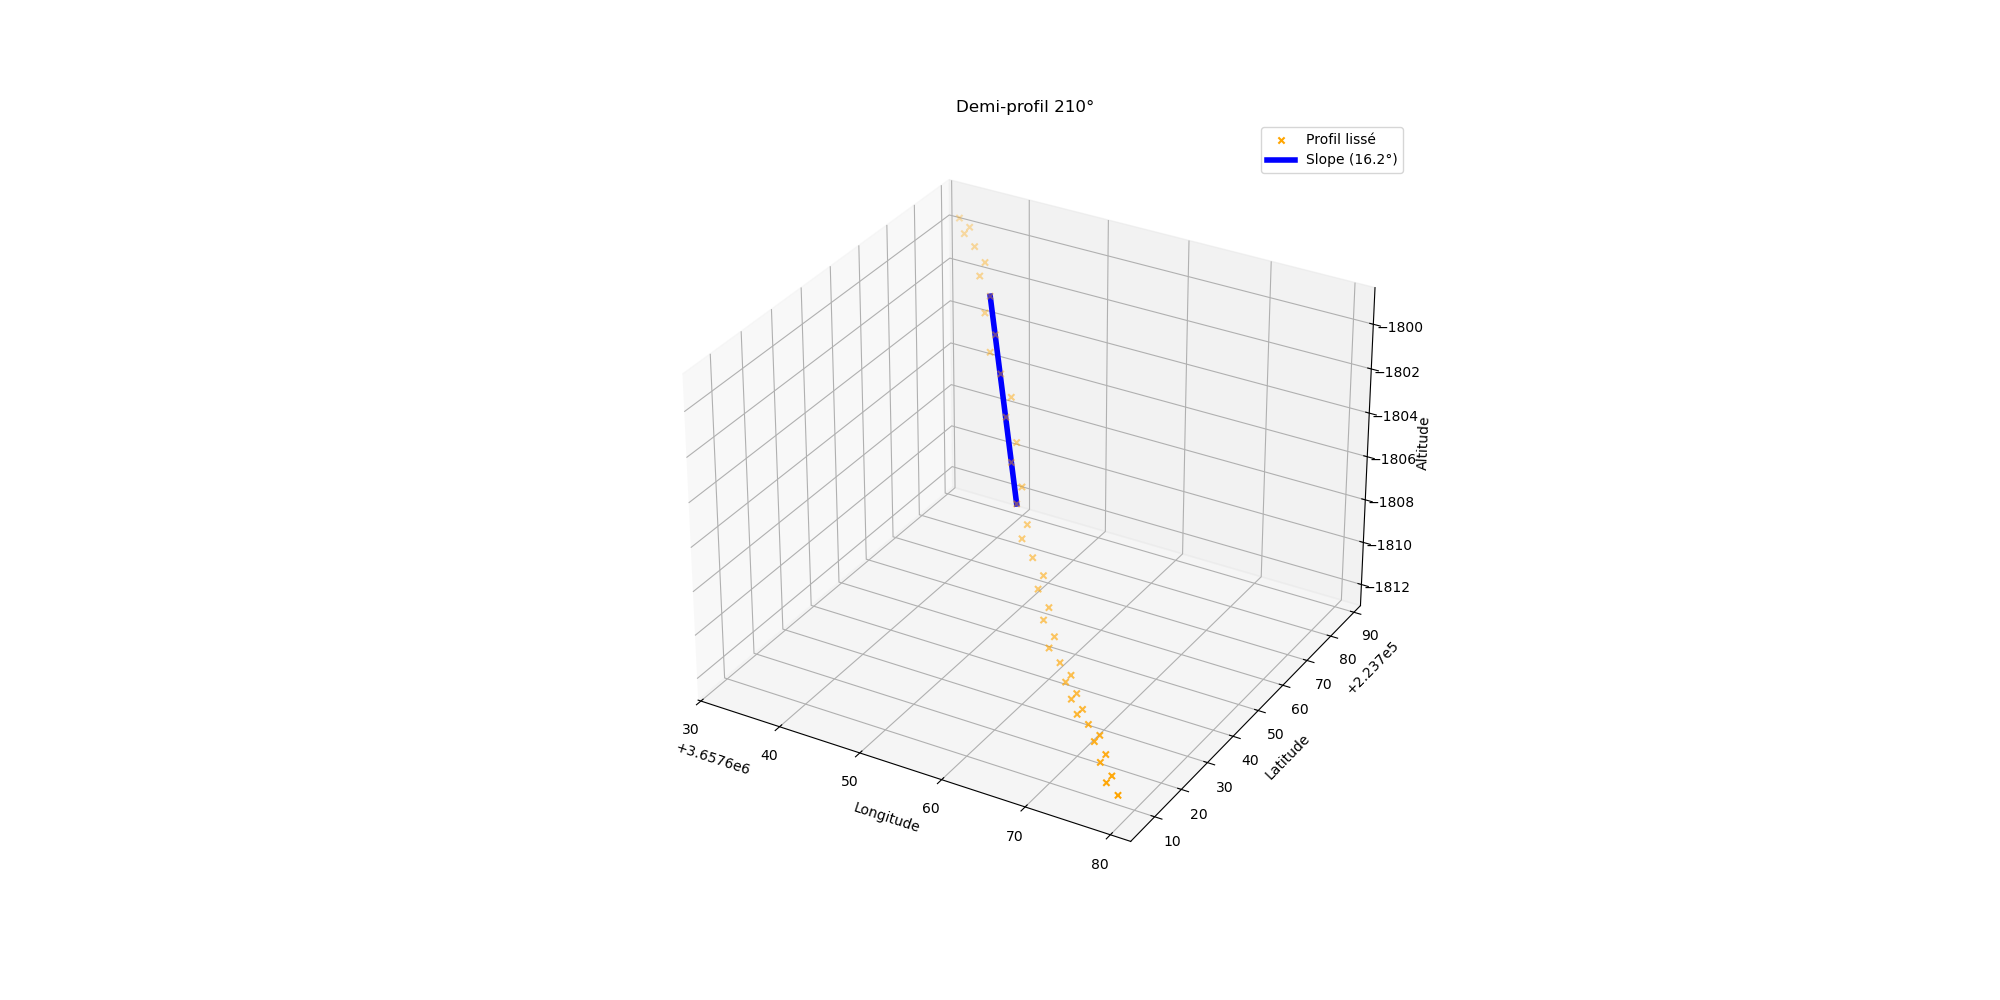 Demi-profil 210°
Profil lissé
Slope (16.2°)
−1800
−1802
−1804
−1806
−1808
−1810
−1812
Altitude
90
80
70
60
50
40
30
20
10
+2.237e5
Latitude
30
40
50
60
70
80
+3.6576e6
Longitude